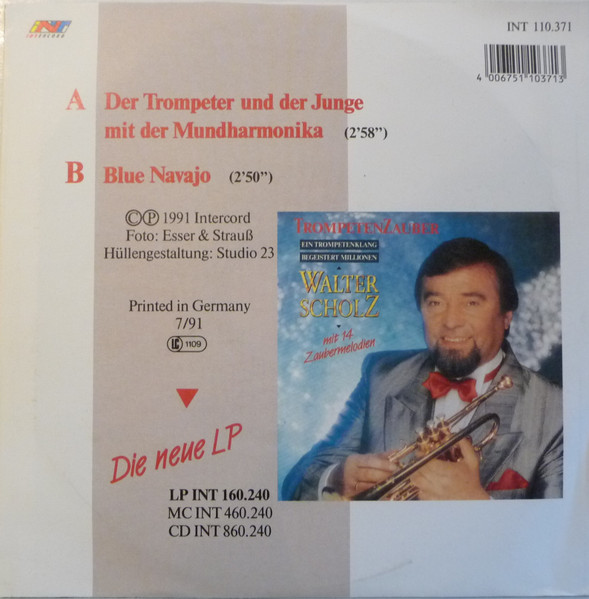 INT
INTERCORD
INT 110.371
4 006751 103713
A Der Trompeter und der Junge
mit der Mundharmonika (2'58”)
B Blue Navajo (2'50”)
©℗ 1991 Intercord
Foto: Esser & Strauß
Hüllengestaltung: Studio 23
Printed in Germany
7/91
LC 1109
Die neue LP
LP INT 160.240
MC INT 460.240
CD INT 860.240
TROMPETENZAUBER
EIN TROMPETENKLANG
BEGEISTERT MILLIONEN
WALTER
SCHOLZ
mit 14
Zaubermelodien